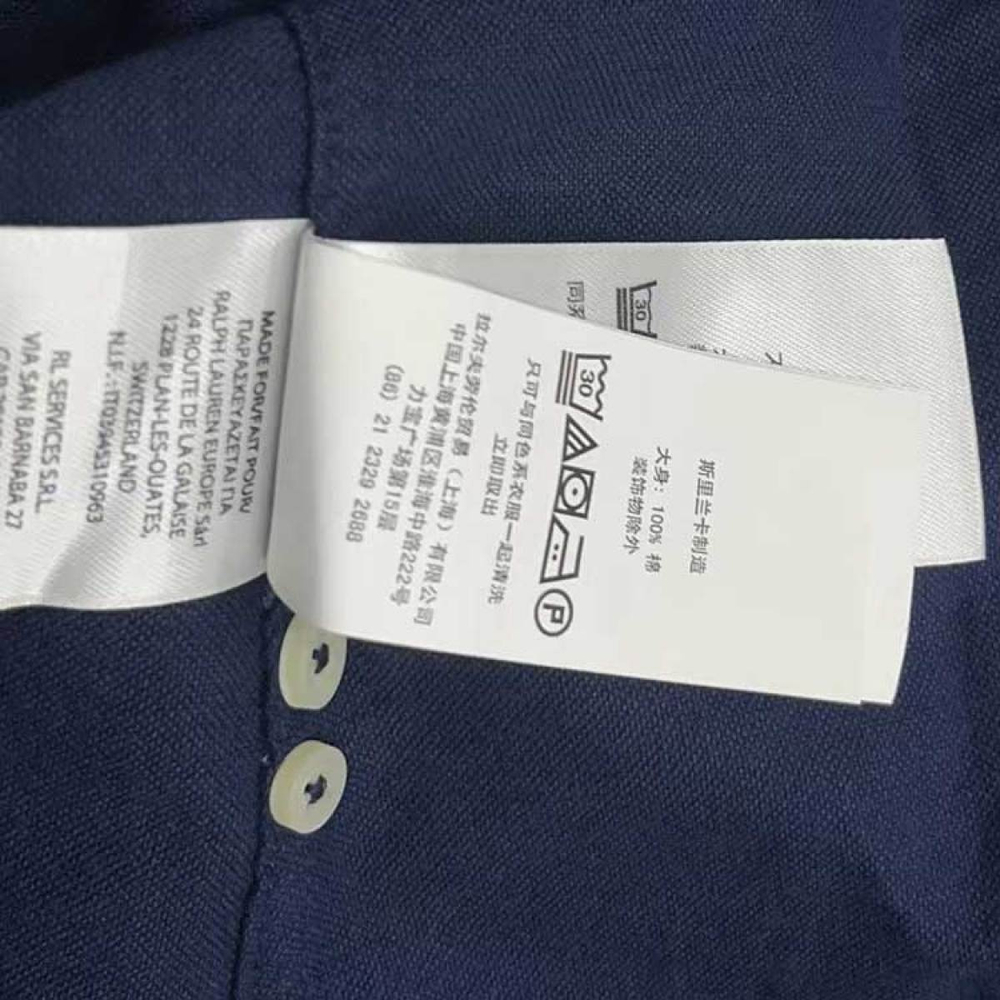 斯里兰卡制造
大身: 100% 棉
装饰物除外
30
P
只可与同色系衣服一起清洗
立即取出
拉尔夫劳伦贸易（上海）有限公司
中国上海黄浦区淮海中路222号
力宝广场第15层
(86) 21 2329 2688
30
同系
MADE FOR/FAIT POUR/
ΠΑΡΑΣΚΕΥΑΖΕΤΑΙ ΓΙΑ
RALPH LAUREN EUROPE Sàrl
24 ROUTE DE LA GALAISE
1228 PLAN-LES-OUATES,
SWITZERLAND
N.I.F.:IT03945310963
RL SERVICES S.R.L.
VIA SAN BARNABA 27